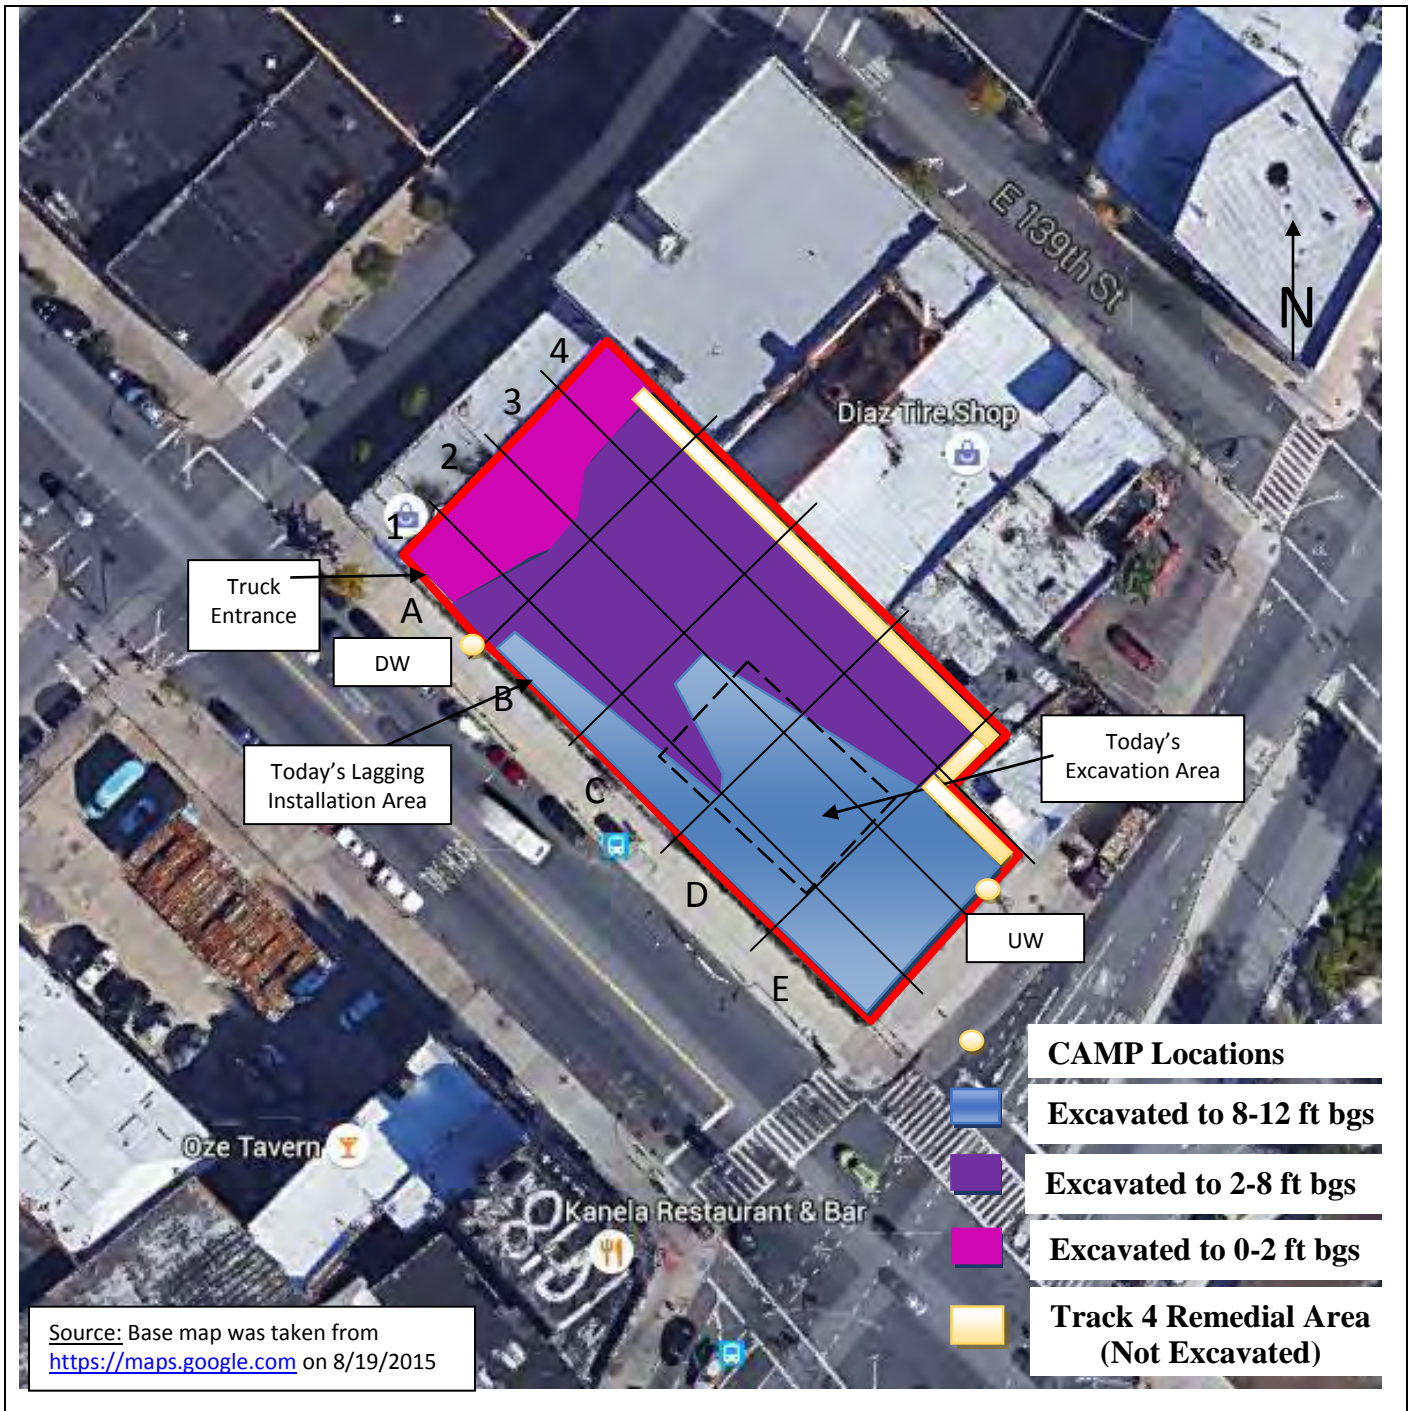 E 139th St
N
4
3
Diaz Tire Shop
2
1
Truck
Entrance
A
DW
B
Today's
Excavation Area
Today's Lagging
Installation Area
C
D
UW
E
CAMP Locations
Excavated to 8-12 ft bgs
Oze Tavern
Excavated to 2-8 ft bgs
Kanela Restaurant & Bar
Excavated to 0-2 ft bgs
Track 4 Remedial Area
(Not Excavated)
Source: Base map was taken from
https://maps.google.com on 8/19/2015